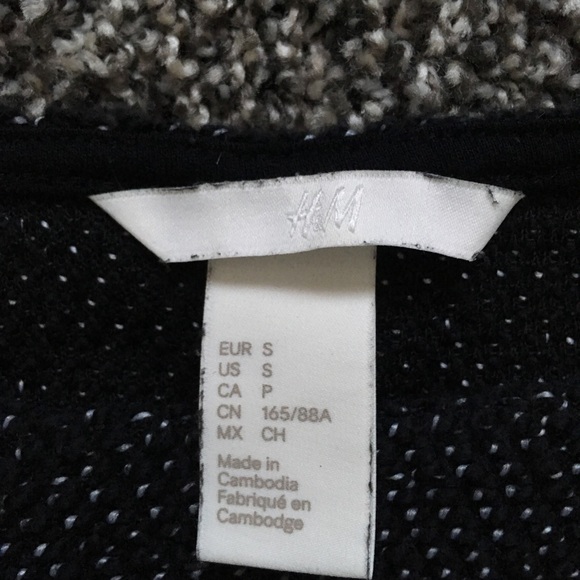 H&M
EUR S
US S
CA P
CN 165/88A
MX CH
Made in
Cambodia
Fabriqué en
Cambodge